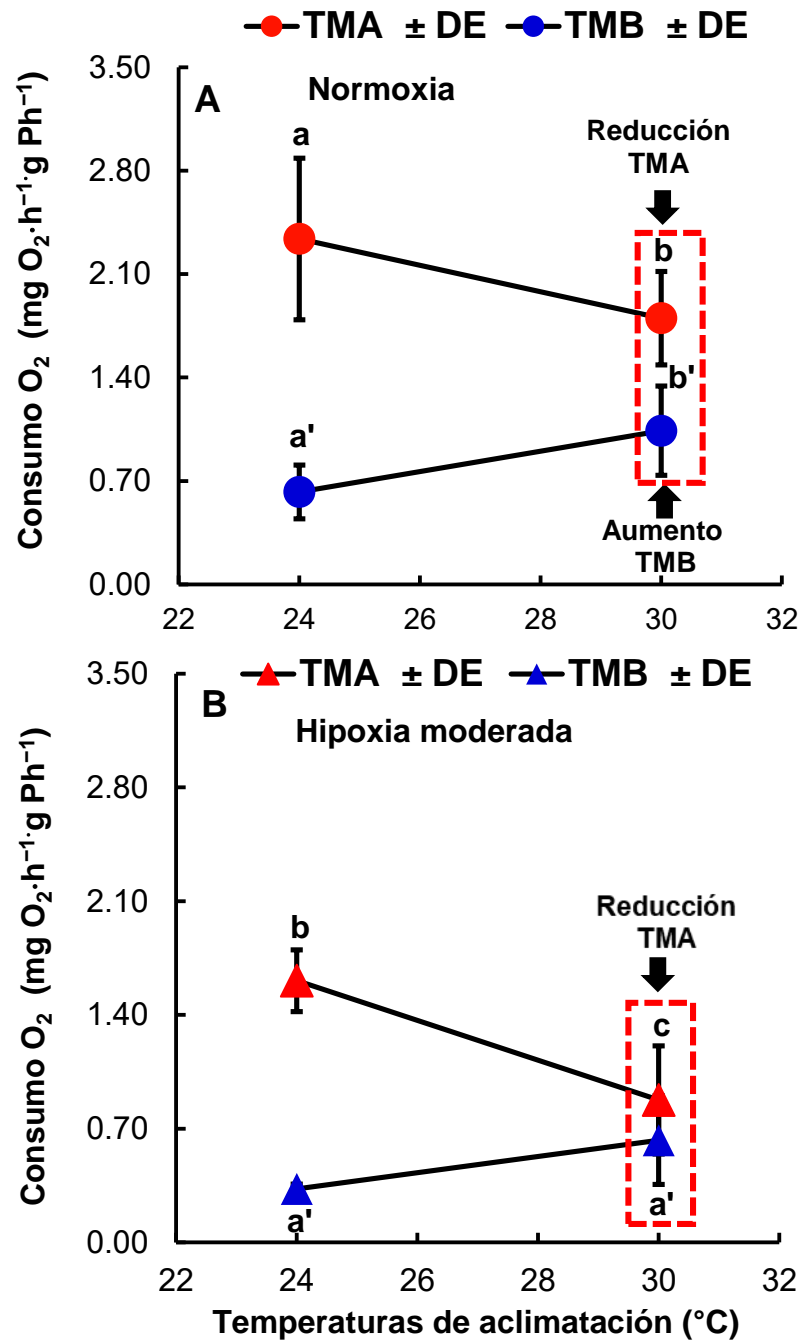 TMA ± DE TMB ± DE
A
Normoxia
3.50
2.80
2.10
1.40
0.70
0.00
Consumo O₂ (mg O₂·h⁻¹·g Ph⁻¹)
a
a'
Reducción
TMA
b
b'
Aumento
TMB
22 24 26 28 30 32
TMA ± DE TMB ± DE
B
Hipoxia moderada
3.50
2.80
2.10
1.40
0.70
0.00
Consumo O₂ (mg O₂·h⁻¹·g Ph⁻¹)
b
a'
Reducción
TMA
c
a'
22 24 26 28 30 32
Temperaturas de aclimatación (°C)